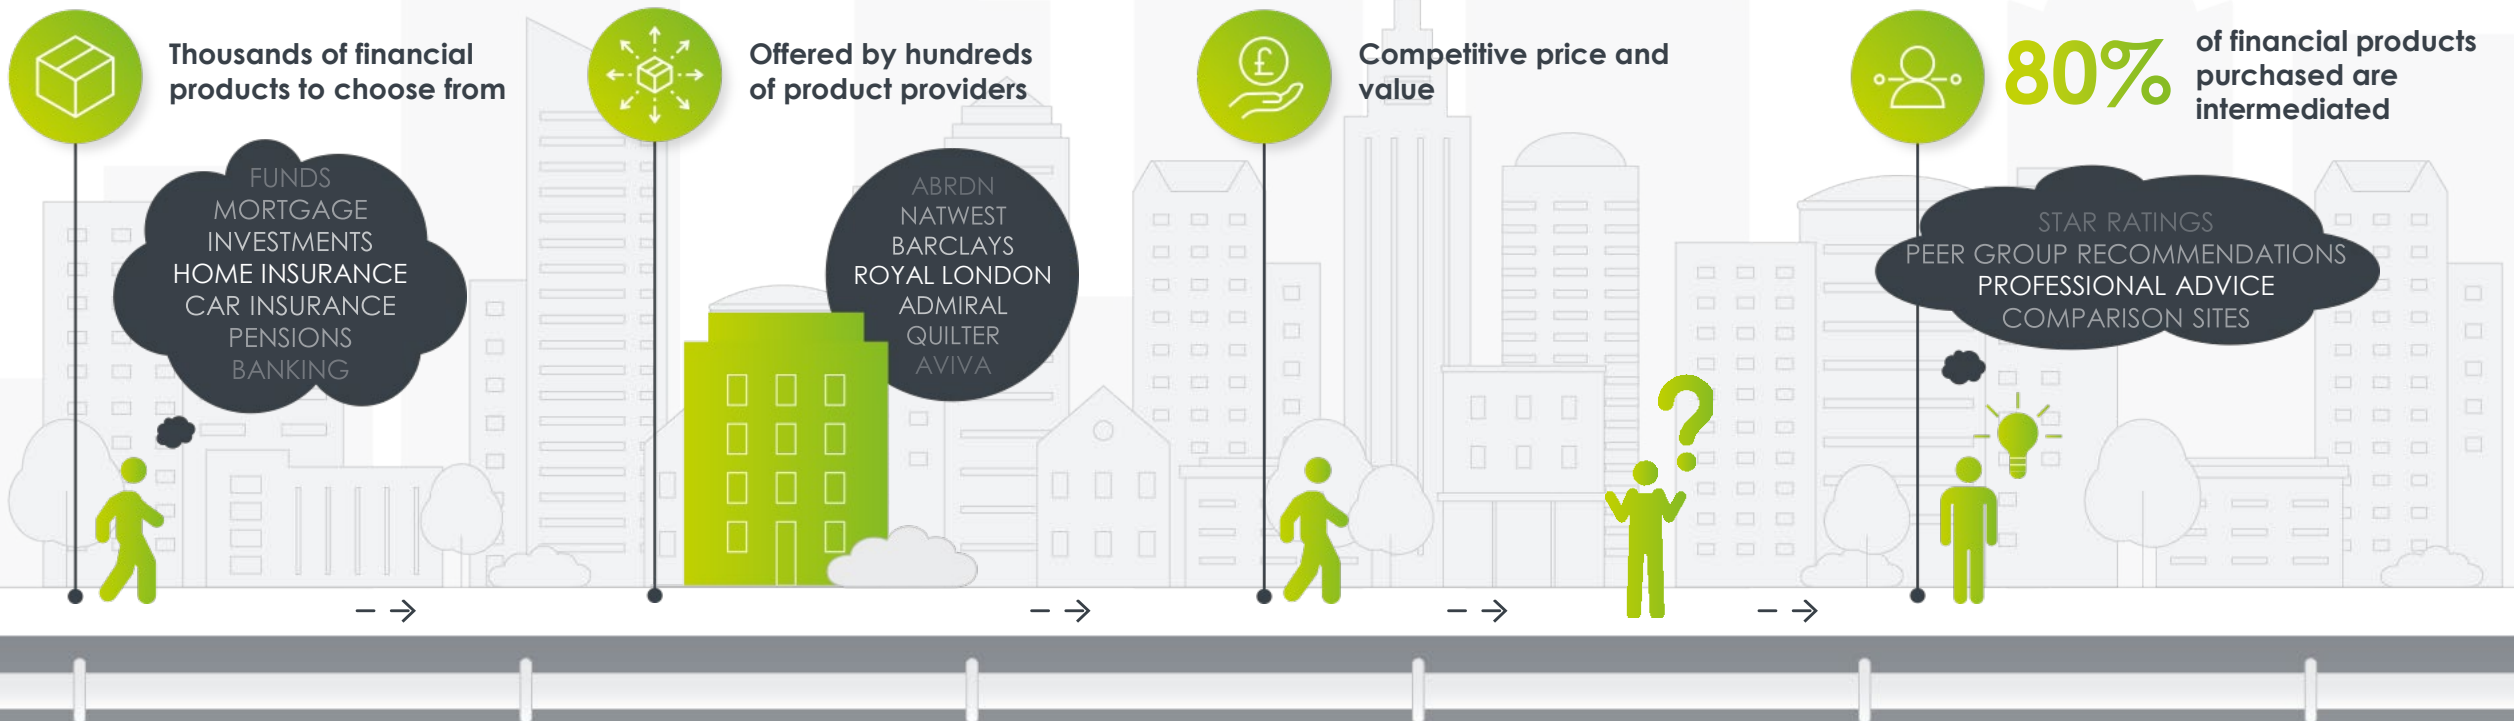 Thousands of financial
products to choose from
FUNDS
MORTGAGE
INVESTMENTS
HOME INSURANCE
CAR INSURANCE
PENSIONS
BANKING
Offered by hundreds
of product providers
ABRDN
NATWEST
BARCLAYS
ROYAL LONDON
ADMIRAL
QUILTER
AVIVA
£
Competitive price and
value
?
80%
of financial products
purchased are
intermediated
STAR RATINGS
PEER GROUP RECOMMENDATIONS
PROFESSIONAL ADVICE
COMPARISON SITES